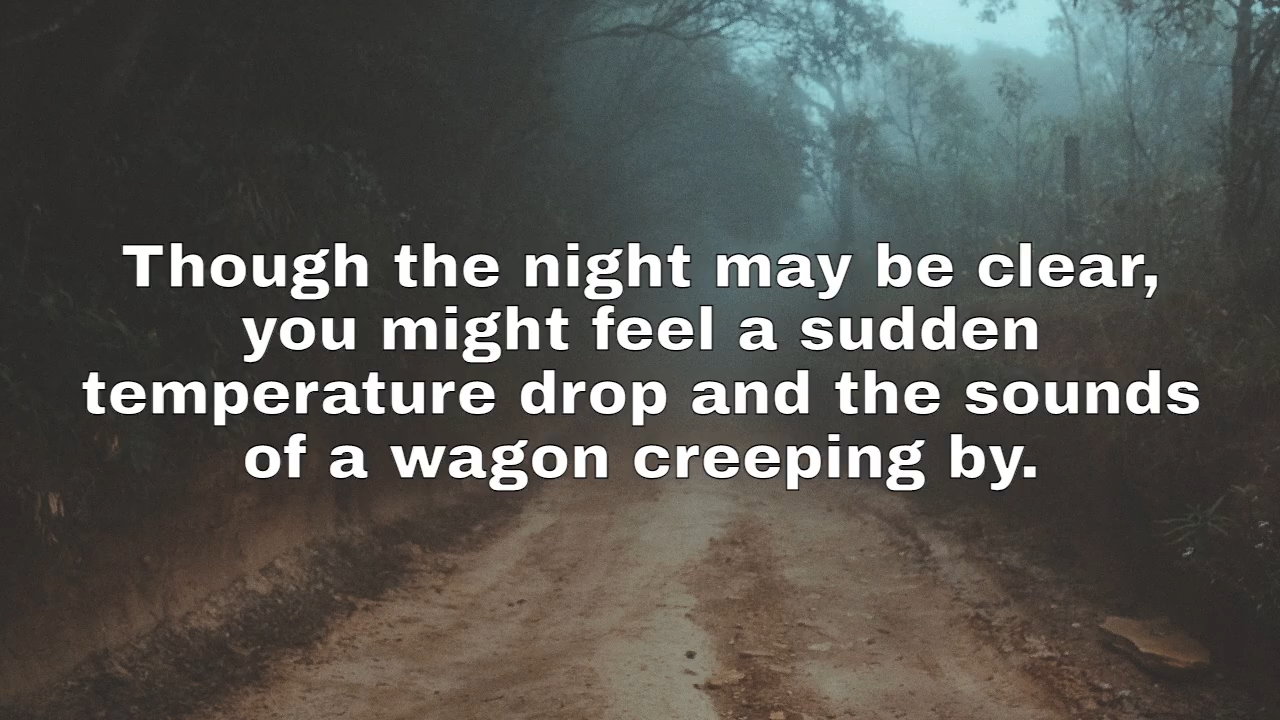 Though the night may be clear,
you might feel a sudden
temperature drop and the sounds
of a wagon creeping by.